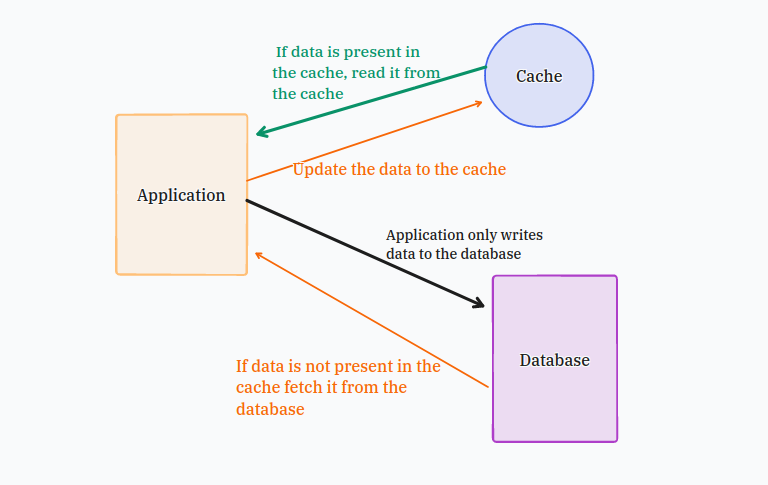 If data is present in
the cache, read it from
the cache
Cache
Update the data to the cache
Application
Application only writes
data to the database
Database
If data is not present in the
cache fetch it from the
database